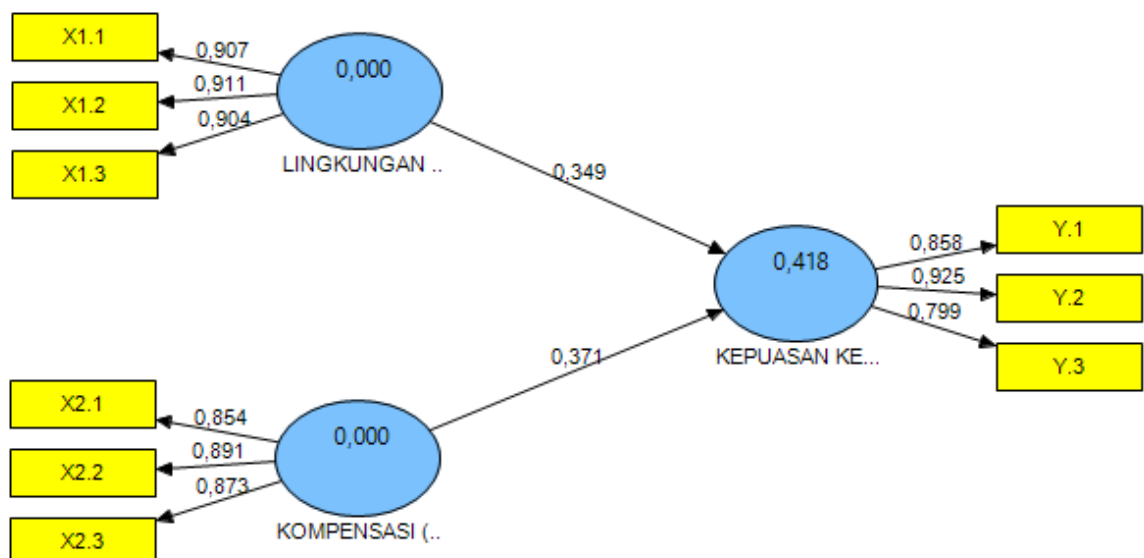 X1.1
0,907
X1.2
0,911
X1.3
0,904
0,000
LINGKUNGAN ..
0,349
X2.1
0,854
X2.2
0,891
X2.3
0,873
0,000
KOMPENSASI (..
0,371
0,418
KEPUASAN KE...
0,858
Y.1
0,925
Y.2
0,799
Y.3